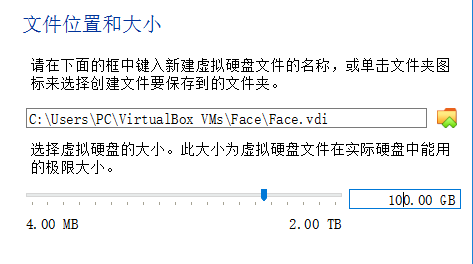 文件位置和大小
请在下面的框中键入新建虚拟硬盘文件的名称，或单击文件夹图
标来选择创建文件要保存到的文件夹。
C:\Users\PC\VirtualBox VMs\Face\Face.vdi
选择虚拟硬盘的大小。此大小为虚拟硬盘文件在实际硬盘中能用
的极限大小。
100.00 GB
4.00 MB 2.00 TB